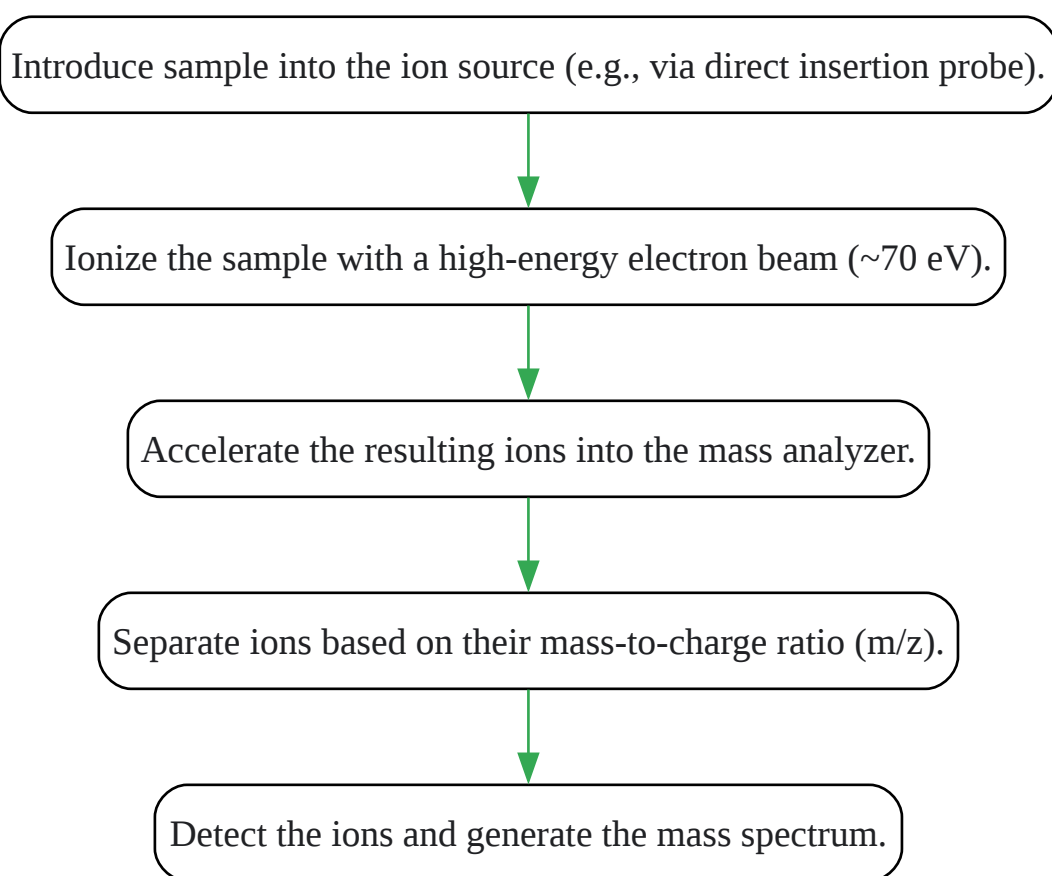 Introduce sample into the ion source (e.g., via direct insertion probe).
Ionize the sample with a high-energy electron beam (~70 eV).
Accelerate the resulting ions into the mass analyzer.
Separate ions based on their mass-to-charge ratio (m/z).
Detect the ions and generate the mass spectrum.